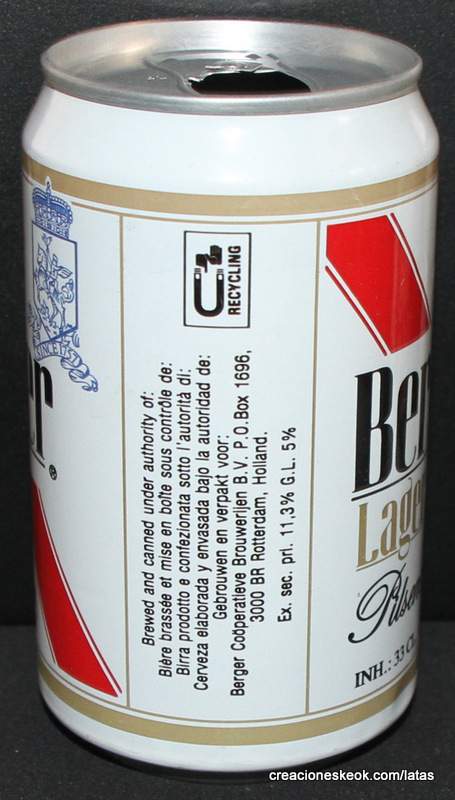 RECYCLING
Brewed and canned under authority of:
Bière brassée et mise en boîte sous contrôle de:
Birra prodotto e confezionata sotto l'autorità di:
Cerveza elaborada y envasada bajo la autoridad de:
Gebrouwen en verpakt voor:
Berger Coöperatieve Brouwerijen B.V. P.O.Box 1696,
3000 BR Rotterdam, Holland.
Ex. sec. pri. 11,3% G.L. 5%
SINCE
r®
Ber
Lage
Pilsen
INH.: 33 CL
creacioneskeok.com/latas